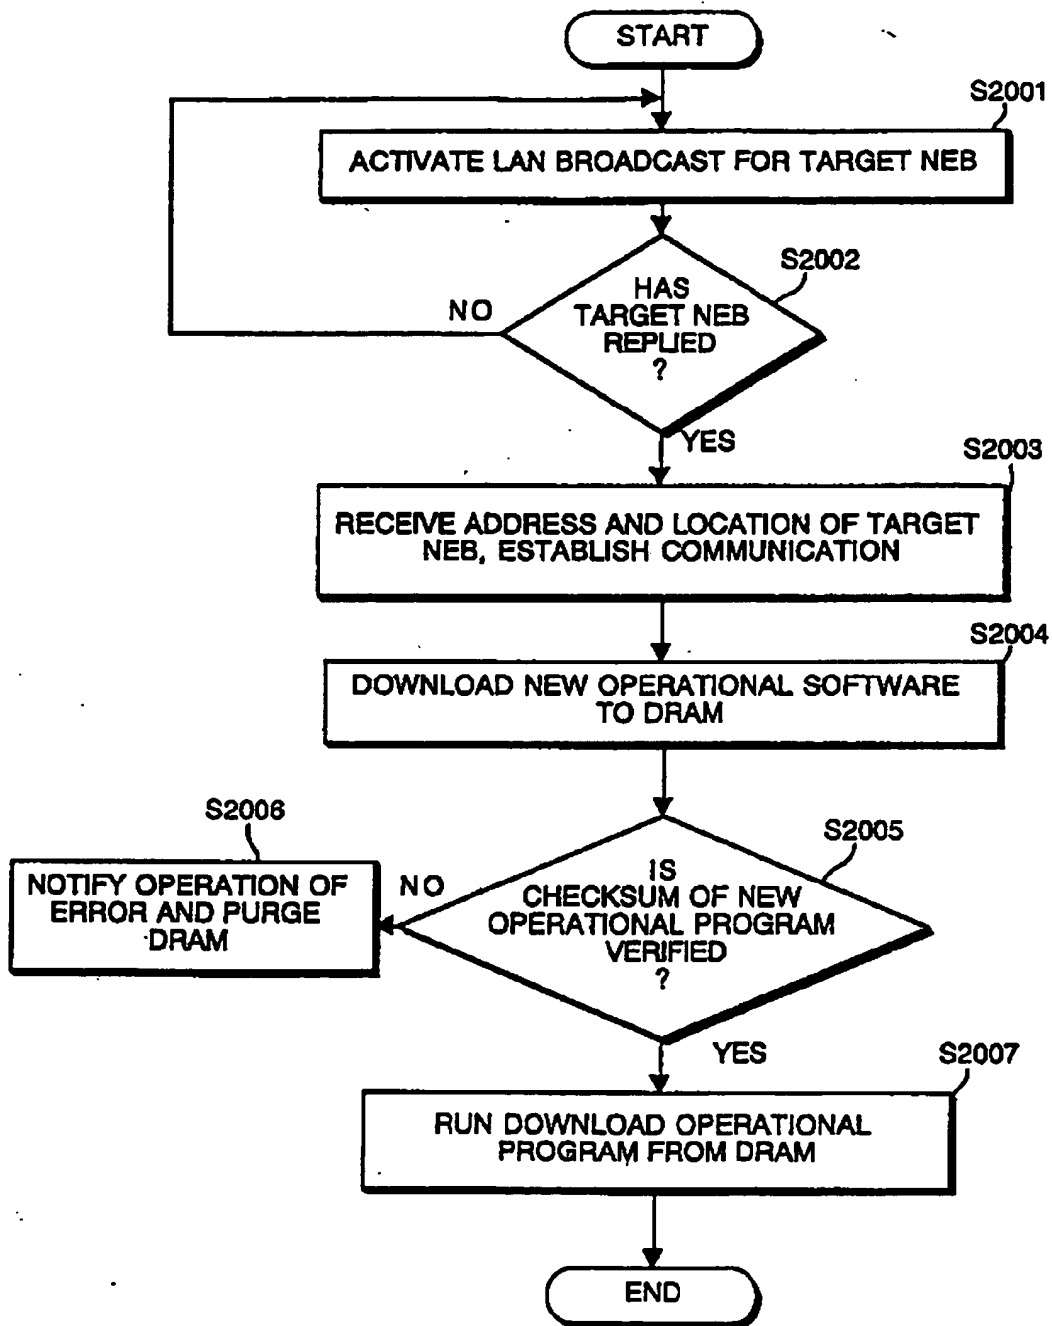 START
S2001
ACTIVATE LAN BROADCAST FOR TARGET NEB
S2002
HAS
TARGET NEB
REPLIED
?
NO
YES
S2003
RECEIVE ADDRESS AND LOCATION OF TARGET
NEB, ESTABLISH COMMUNICATION
S2004
DOWNLOAD NEW OPERATIONAL SOFTWARE
TO DRAM
S2005
IS
CHECKSUM OF NEW
OPERATIONAL PROGRAM
VERIFIED
?
NO
S2006
NOTIFY OPERATION OF
ERROR AND PURGE
DRAM
YES
S2007
RUN DOWNLOAD OPERATIONAL
PROGRAM FROM DRAM
END